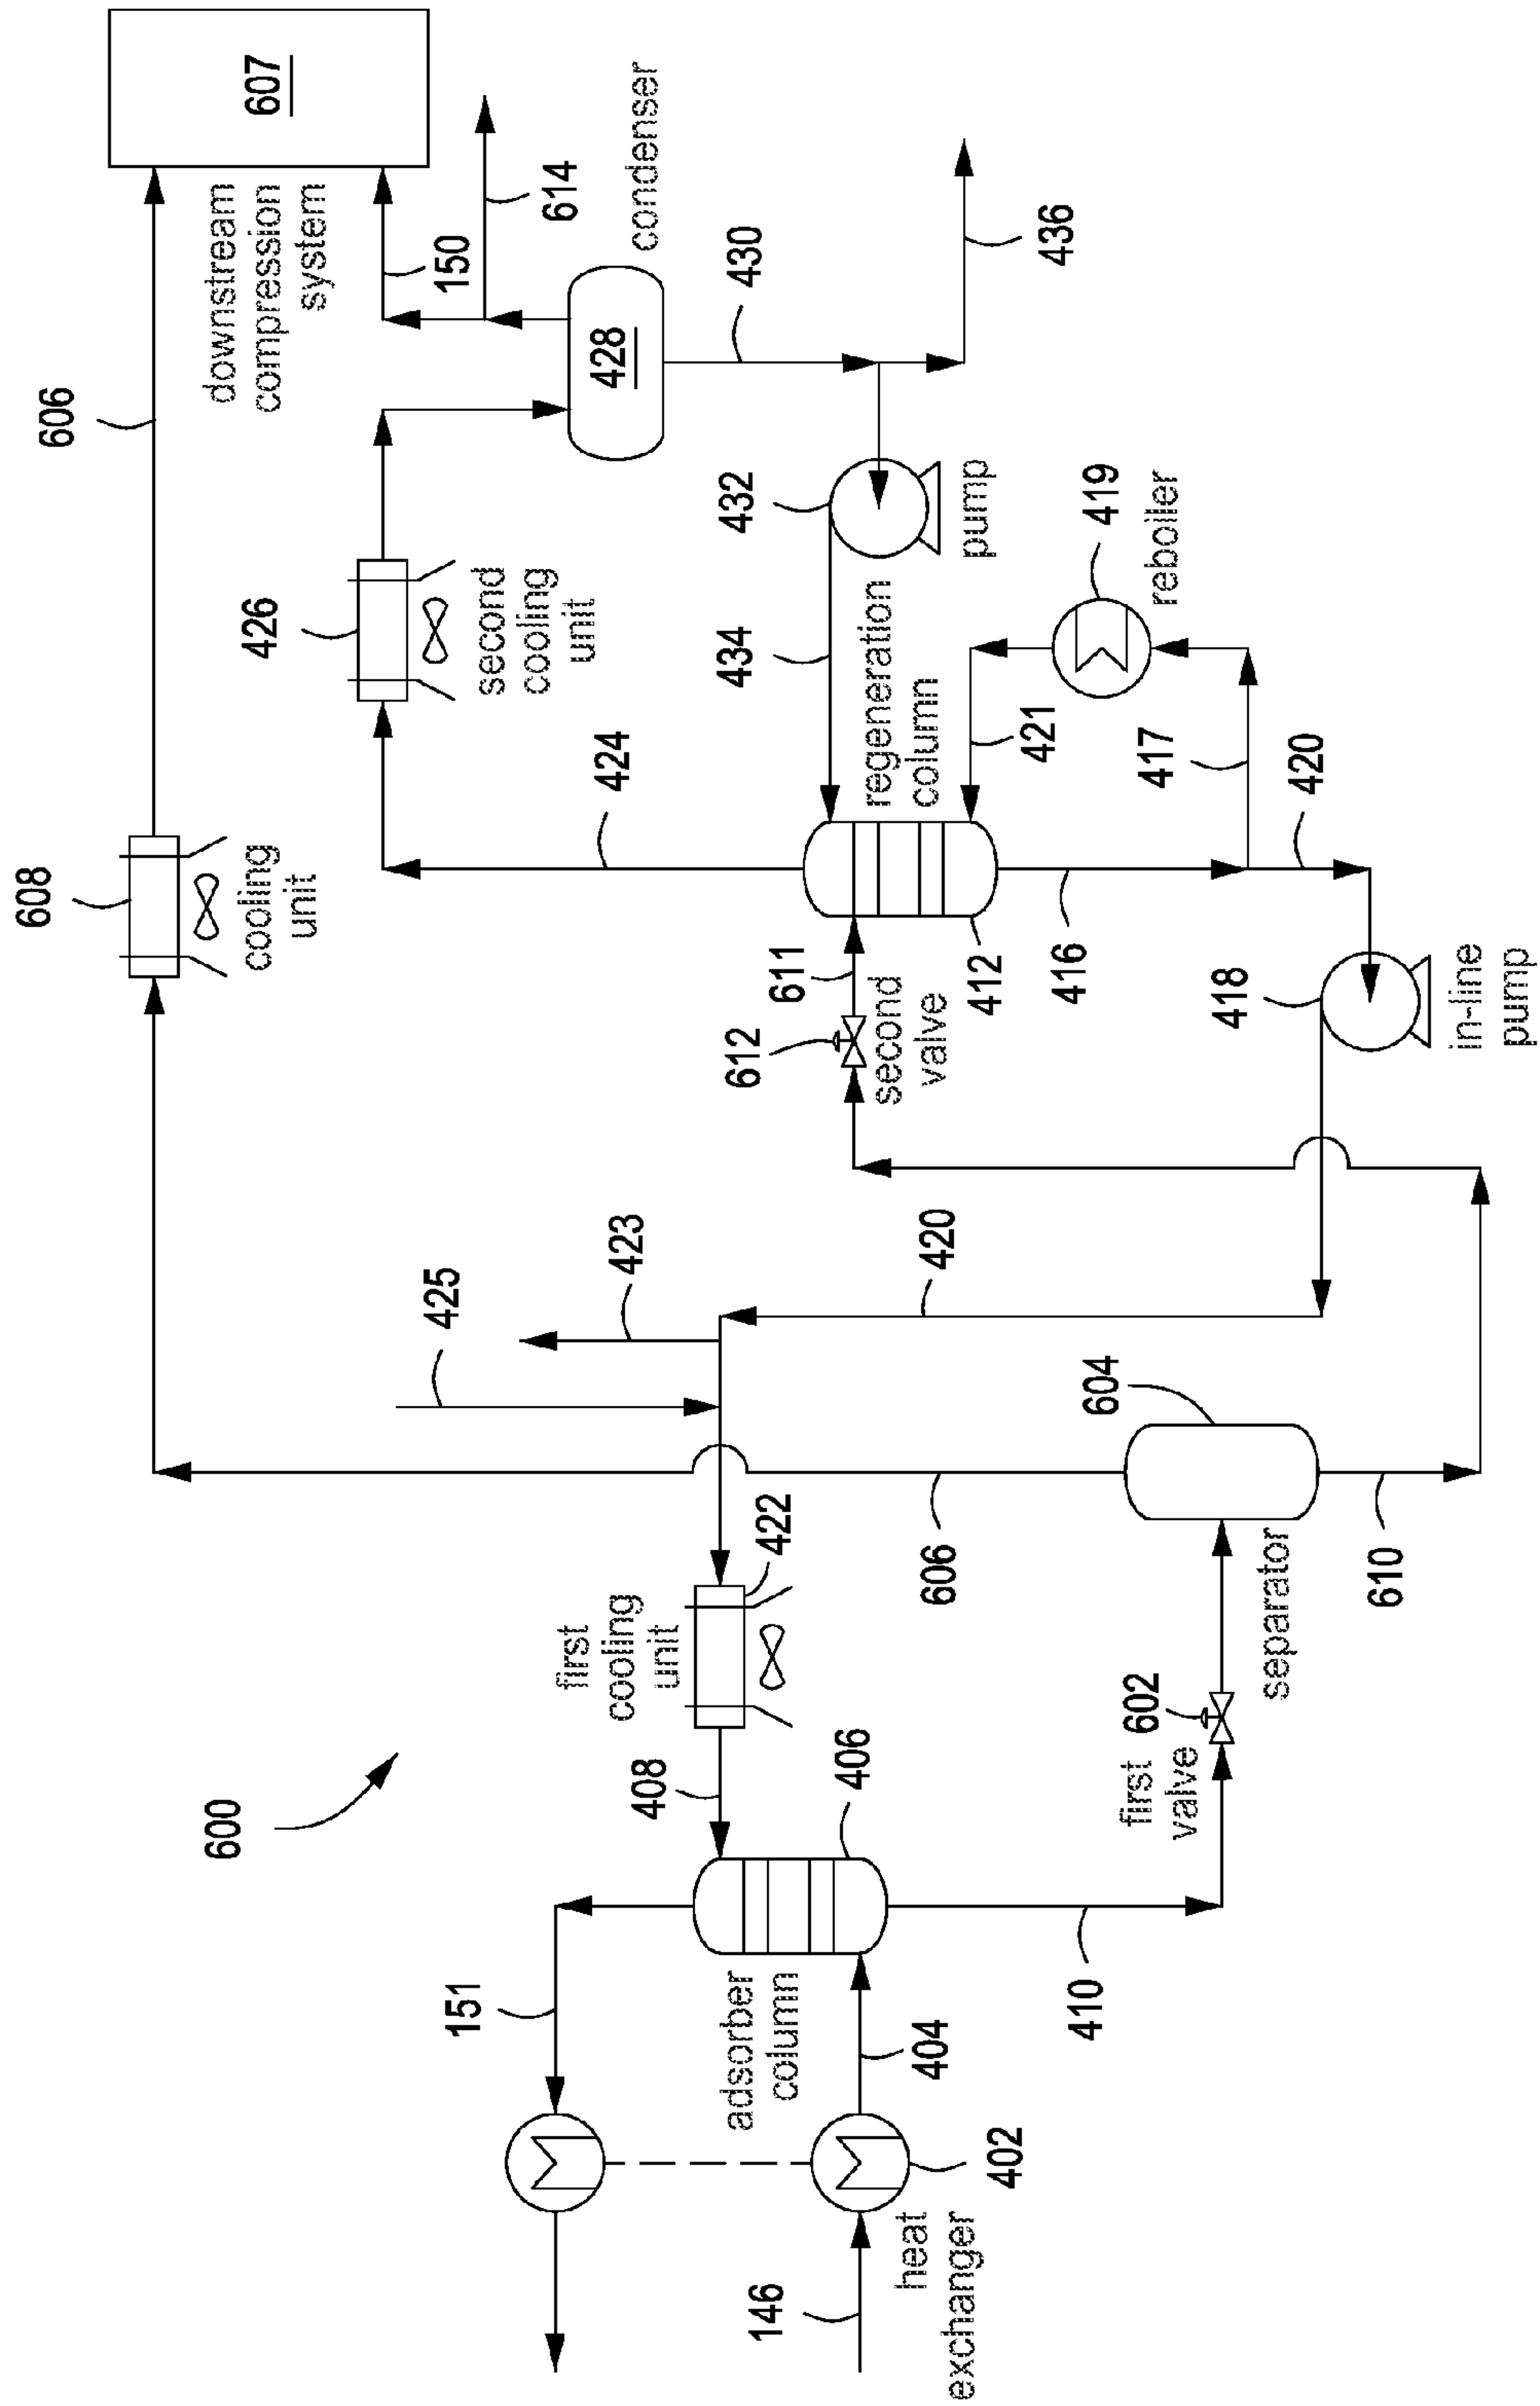 600
146
heat
exchanger
402
404
151
adsorber
column
406
408
410
first
cooling
unit
422
first
valve
602
separator
604
606
610
425
423
420
608
cooling
unit
606
downstream
compression
system
607
second
valve
612
611
412
regeneration
column
416
417
420
418
in-line
pump
419
reboiler
421
424
426
second
cooling
unit
428
condenser
150
614
430
432
pump
434
436